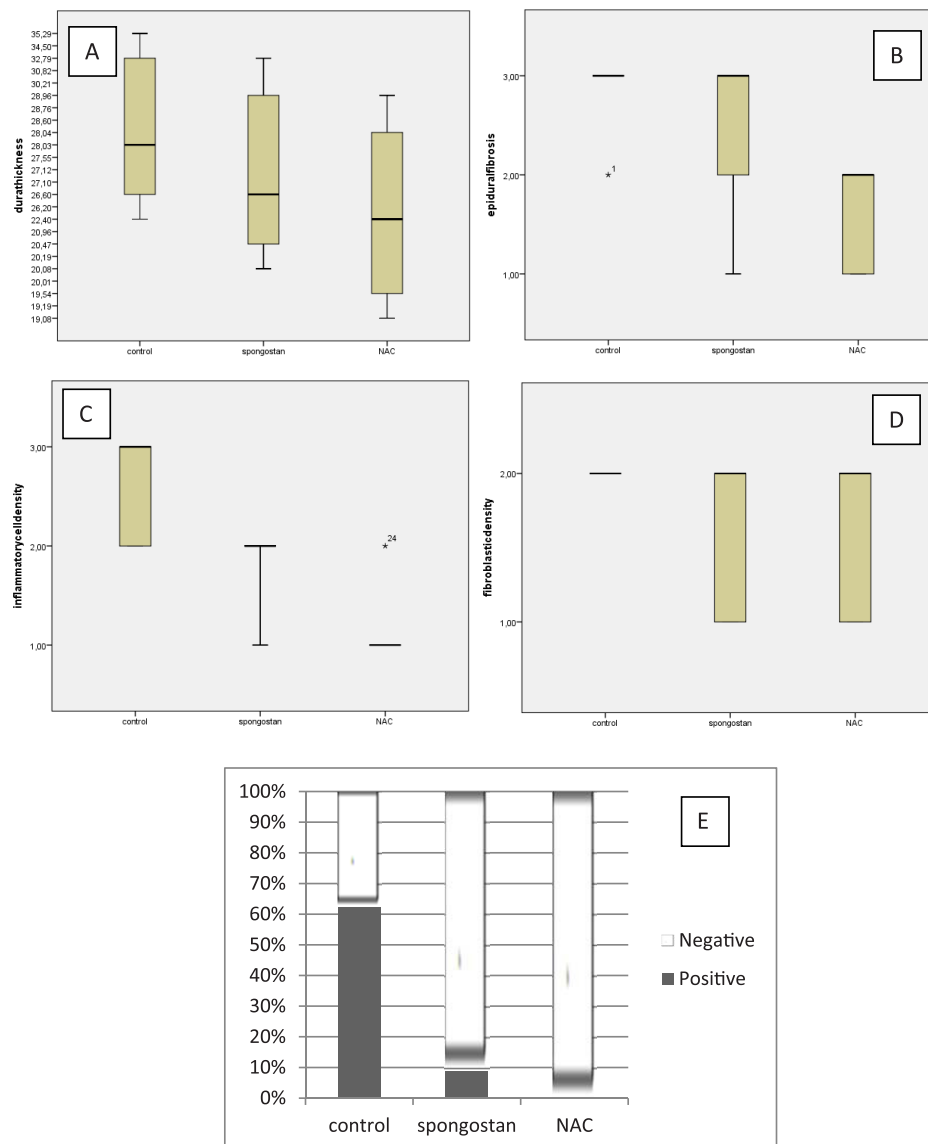 A
durathickness
35,29
34,50
32,79
30,82
30,21
28,96
28,76
28,60
28,04
28,03
27,55
27,12
27,10
26,60
26,20
22,40
20,96
20,47
20,19
20,08
20,01
19,54
19,19
19,08
control spongostan NAC
B
epiduralfibrosis
3,00
2,00
1,00
*1
control spongostan NAC
C
inflammatorycelldensity
3,00
2,00
1,00
*24
control spongostan NAC
D
fibroblasticdensity
2,00
1,00
control spongostan NAC
E
100%
90%
80%
70%
60%
50%
40%
30%
20%
10%
0%
control spongostan NAC
Negative
Positive